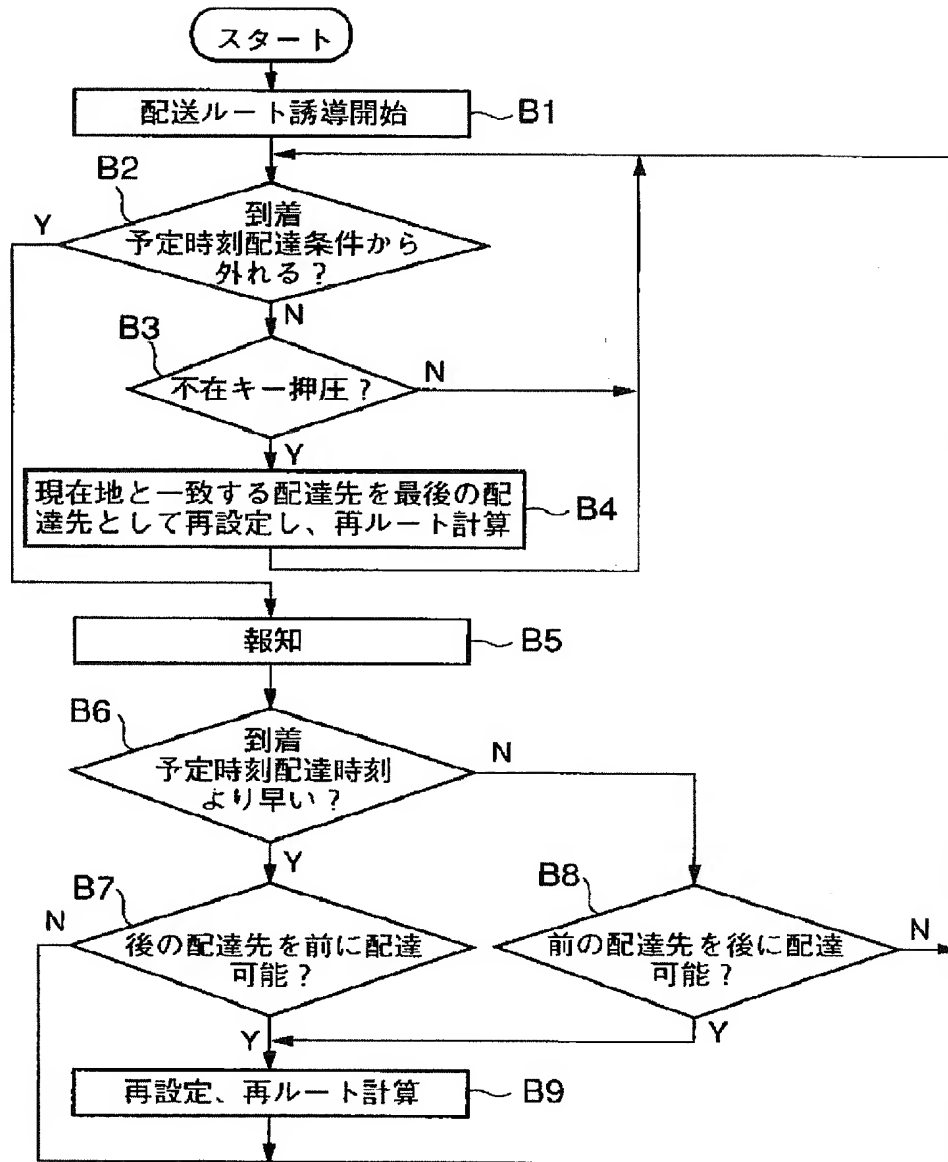 スタート
配送ルート誘導開始
B1
B2
Y
到着
予定時刻配達条件から
外れる？
N
B3
不在キー押圧？
N
Y
現在地と一致する配達先を最後の配
達先として再設定し、再ルート計算
B4
報知
B5
B6
到着
予定時刻配達時刻
より早い？
N
Y
B7
N
後の配達先を前に配達
可能？
Y
B8
前の配達先を後に配達
可能？
N
Y
再設定、再ルート計算
B9